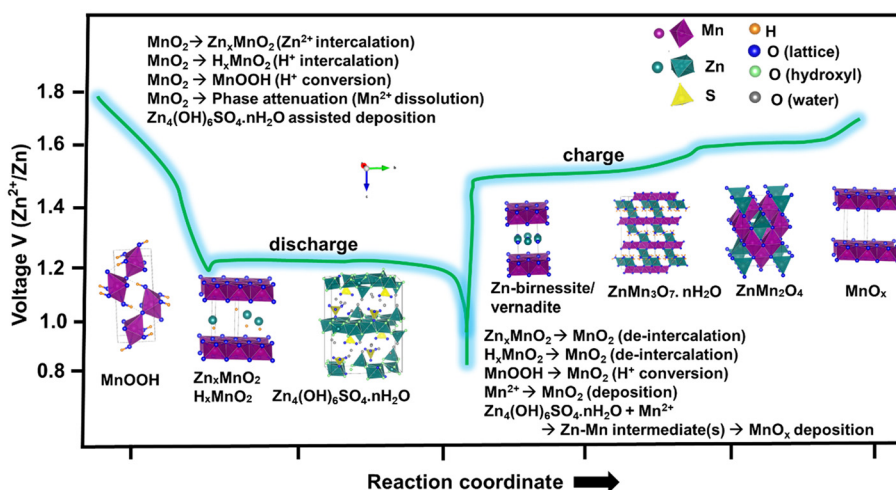 MnO₂→ ZnₓMnO₂ (Zn²⁺ intercalation)
MnO₂→ HₓMnO₂ (H⁺ intercalation)
MnO₂→ MnOOH (H⁺ conversion)
MnO₂→ Phase attenuation (Mn²⁺ dissolution)
Zn₄(OH)₆SO₄.nH₂O assisted deposition
Mn
Zn
S
H
O (lattice)
O (hydroxyl)
O (water)
Voltage V (Zn²⁺/Zn)
1.8
1.6
1.4
1.2
1.0
0.8
discharge
charge
MnOOH
ZnₓMnO₂
HₓMnO₂
Zn₄(OH)₆SO₄.nH₂O
Zn-birnessite/
vernadite
ZnMn₃O₇. nH₂O
ZnMn₂O₄
MnOₓ
ZnₓMnO₂→ MnO₂ (de-intercalation)
HₓMnO₂→ MnO₂ (de-intercalation)
MnOOH → MnO₂ (H⁺ conversion)
Mn²⁺→ MnO₂ (deposition)
Zn₄(OH)₆SO₄.nH₂O + Mn²⁺
→ Zn-Mn intermediate(s) → MnOₓ deposition
Reaction coordinate